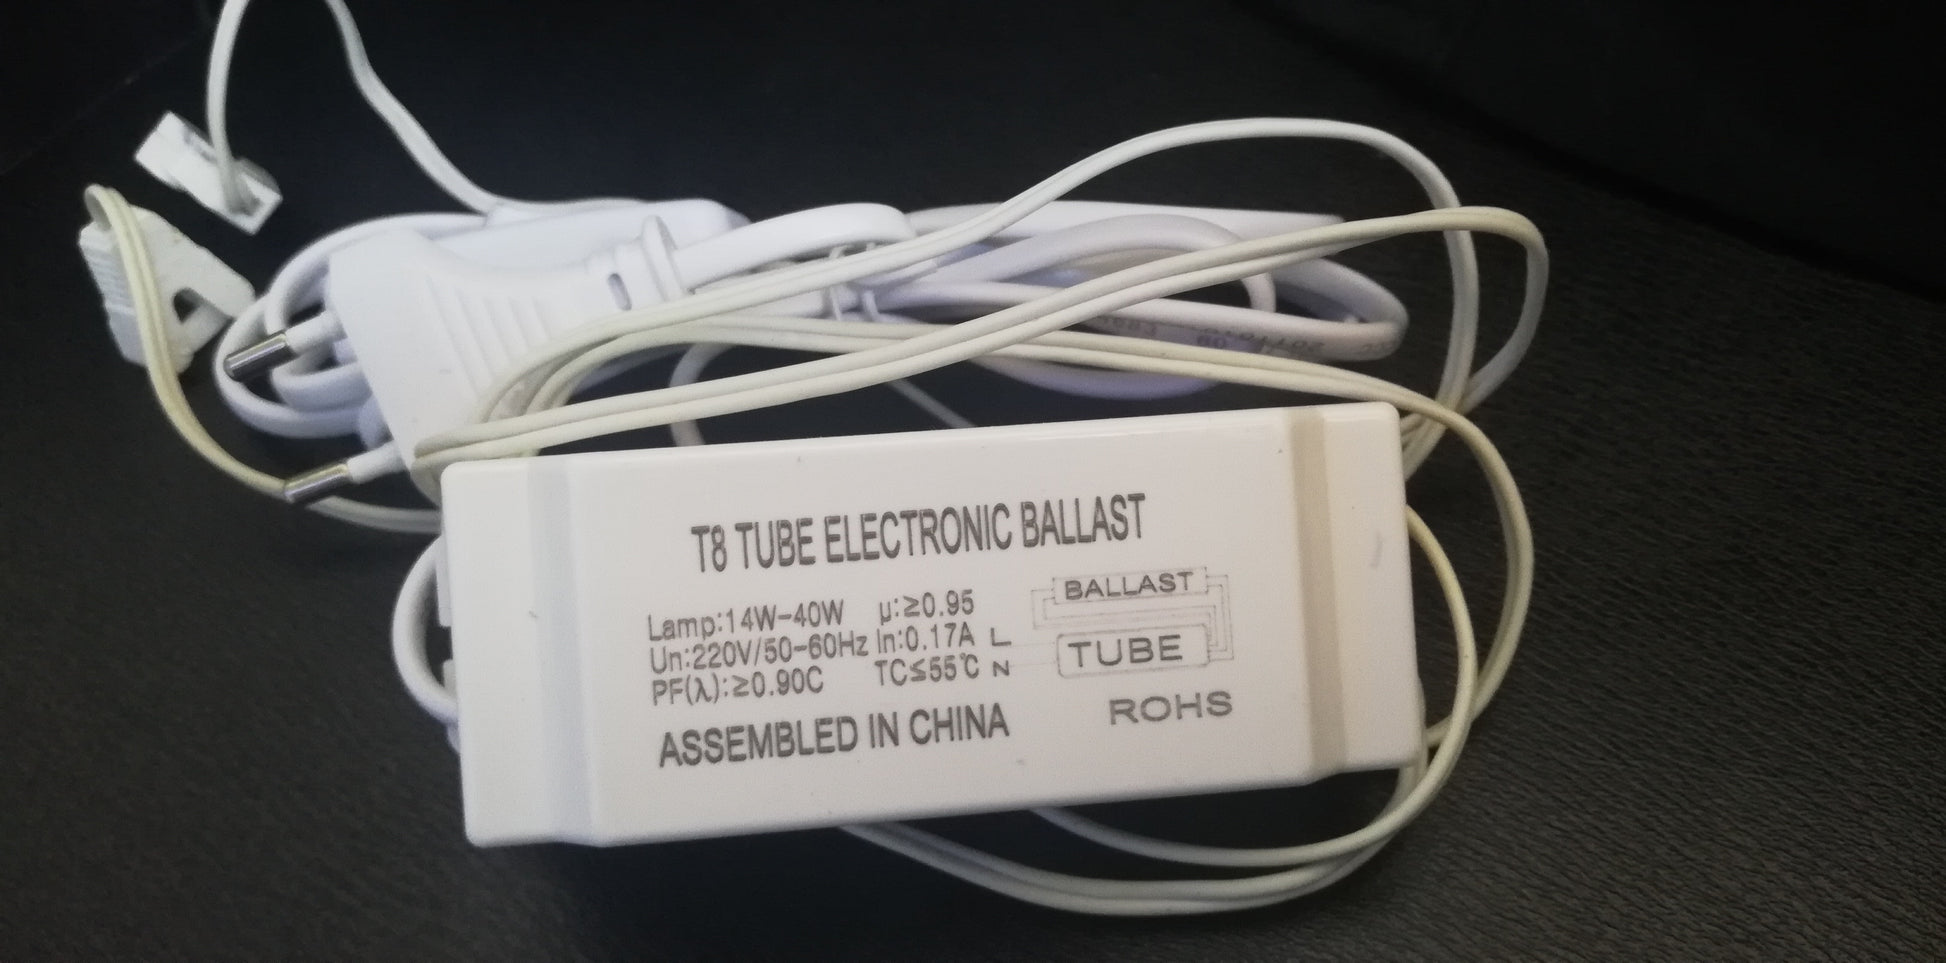 T8 TUBE ELECTRONIC BALLAST
Lamp:14W-40W μ:≥0.95
Un:220V/50-60Hz In:0.17A L
PF(λ):≥0.90C TC≤55℃ N
BALLAST
TUBE
ASSEMBLED IN CHINA
ROHS